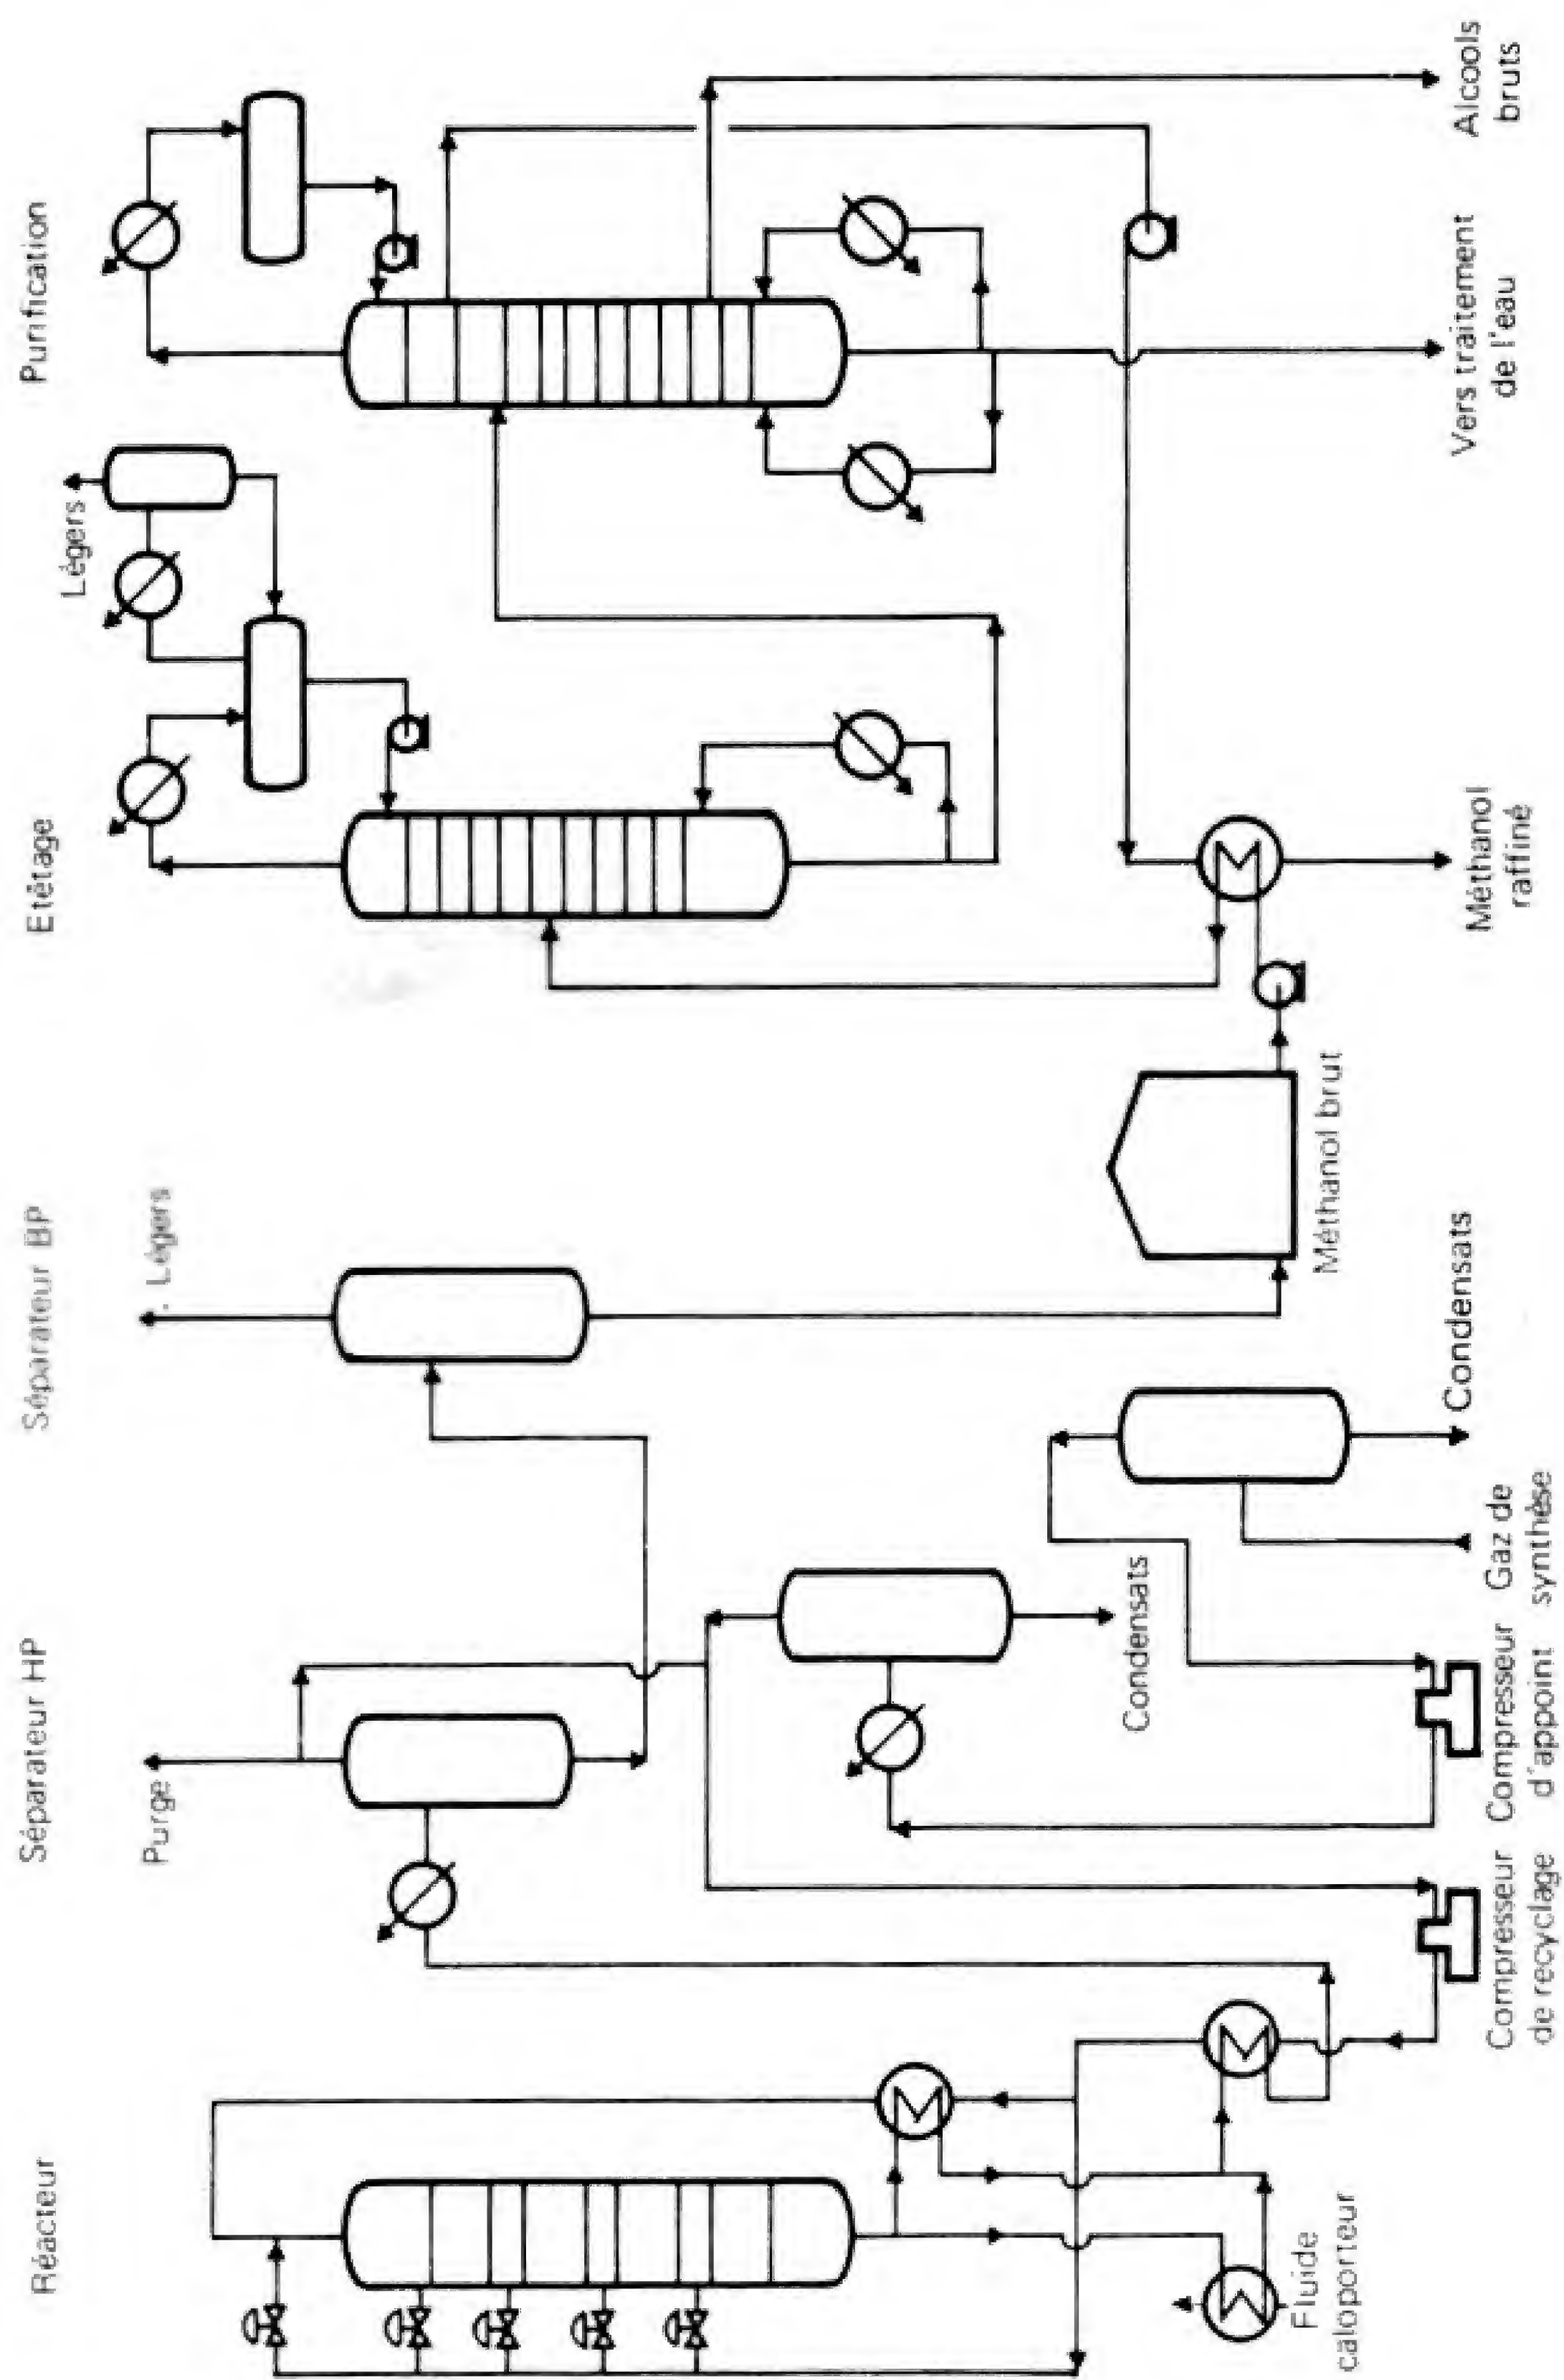 Réacteur
Séparateur HP
Séparateur BP
Etêtage
Purification
Purge
Légers
Légers
Condensats
Méthanol brut
Fluide
caloporteur
Compresseur
de recyclage
Compresseur
d'appoint
Gaz de
synthèse
Condensats
Méthanol
raffiné
Vers traitement
de l'eau
Alcools
bruts